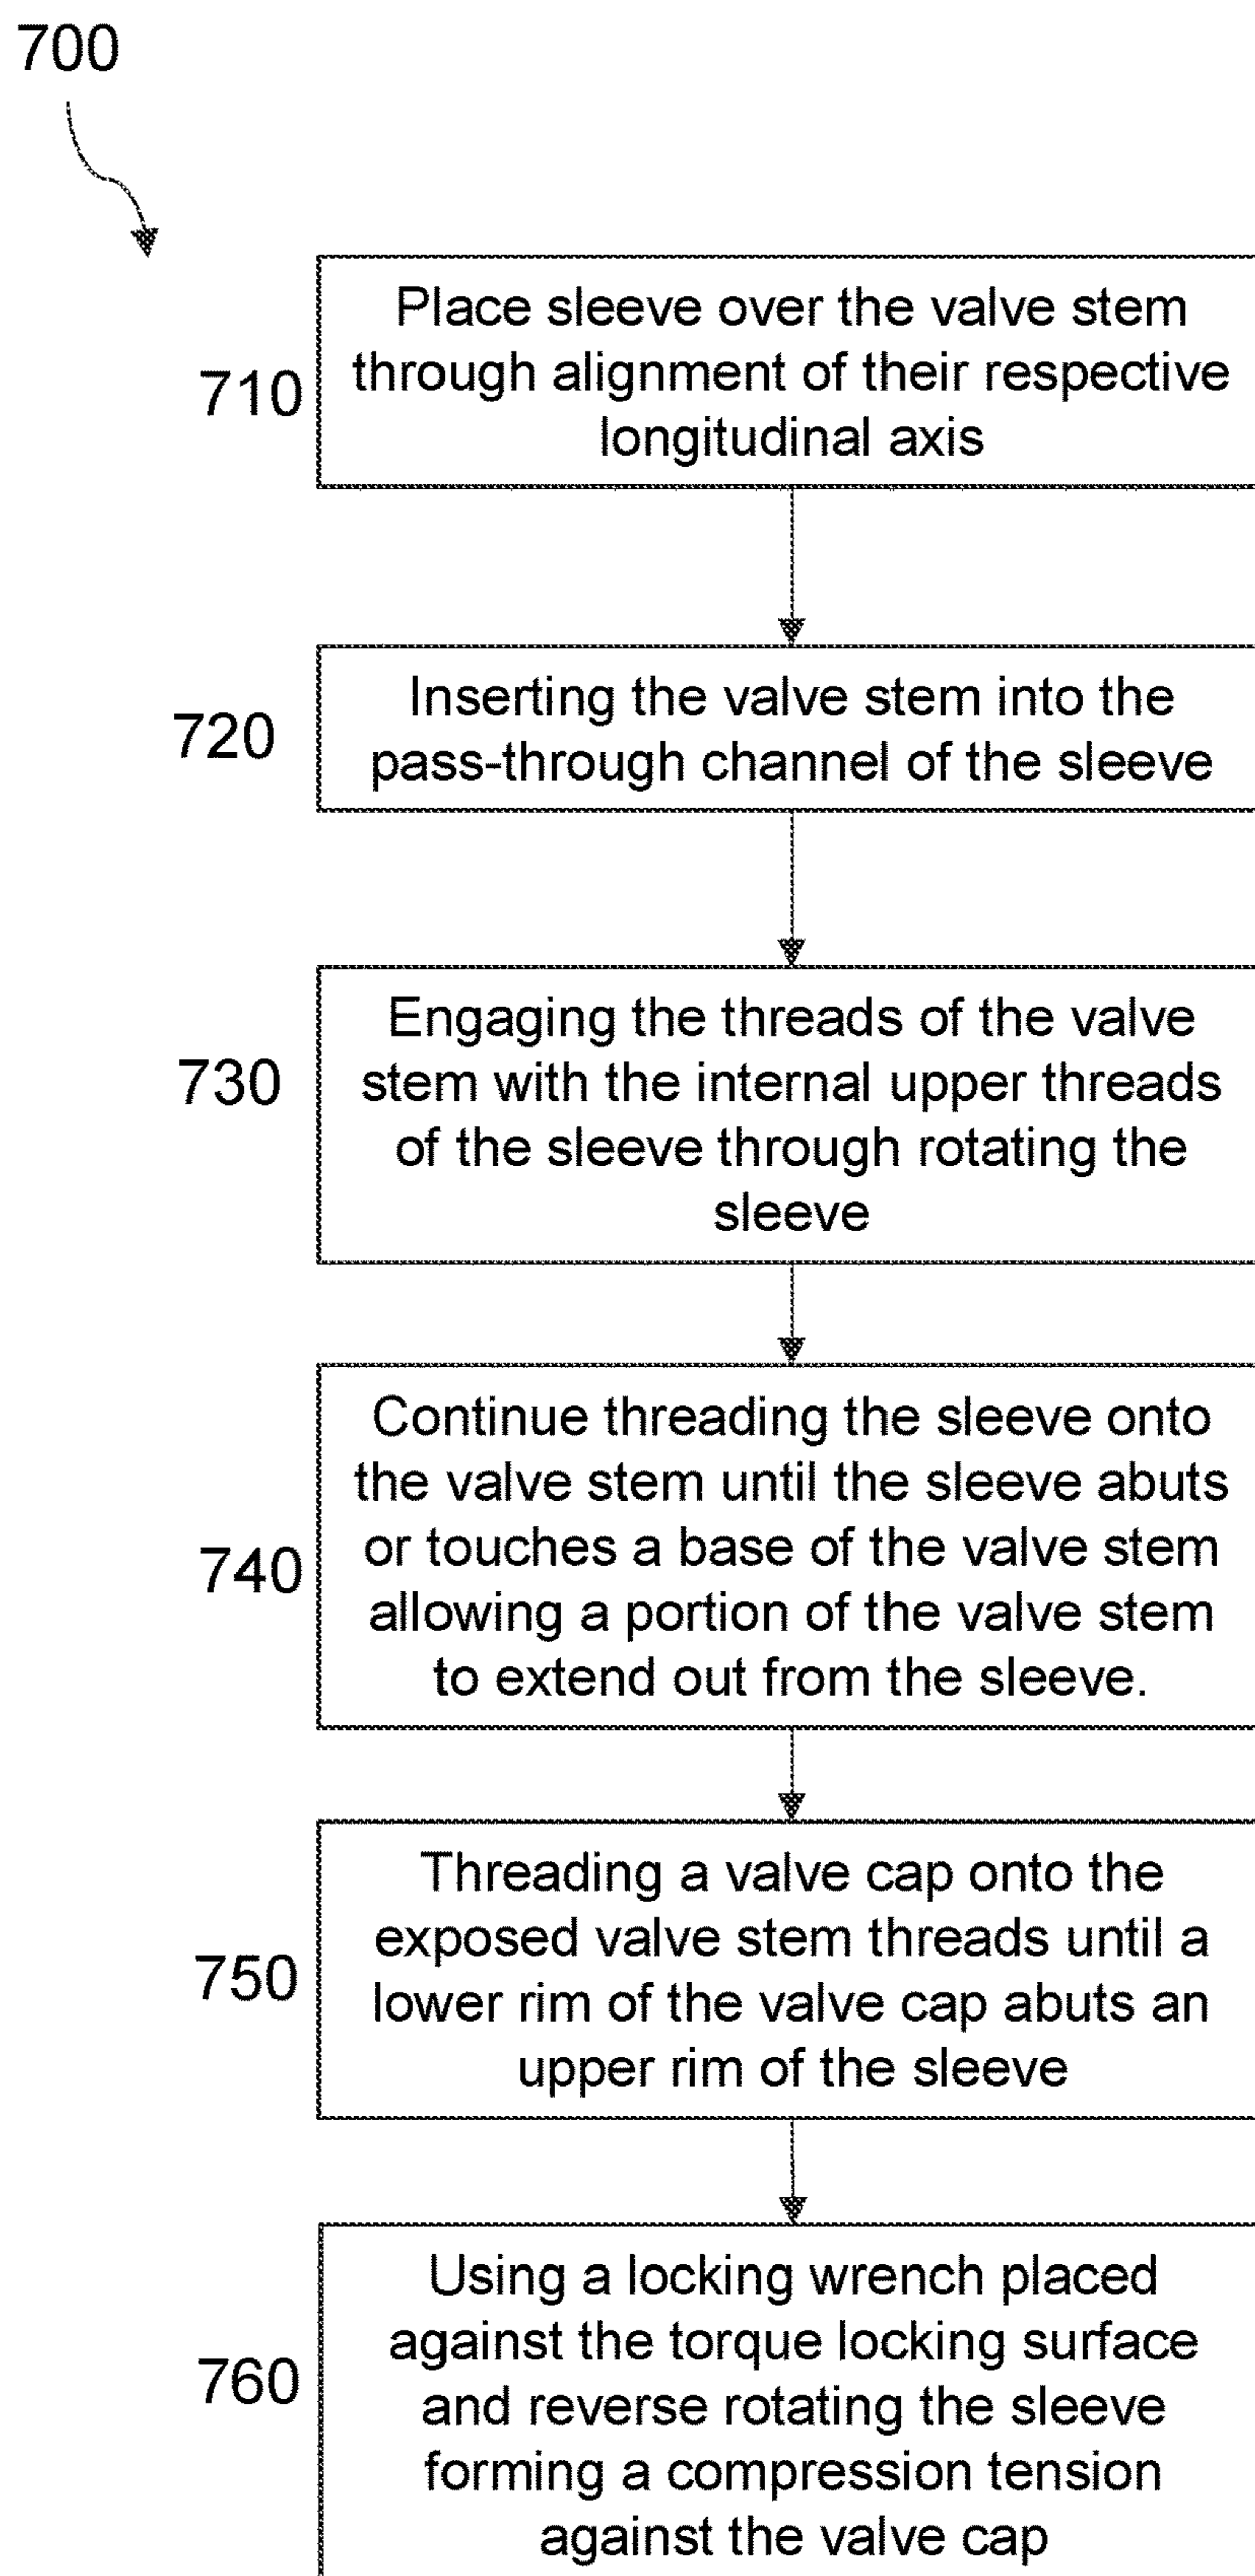 700
710
Place sleeve over the valve stem
through alignment of their respective
longitudinal axis
720
Inserting the valve stem into the
pass-through channel of the sleeve
730
Engaging the threads of the valve
stem with the internal upper threads
of the sleeve through rotating the
sleeve
740
Continue threading the sleeve onto
the valve stem until the sleeve abuts
or touches a base of the valve stem
allowing a portion of the valve stem
to extend out from the sleeve.
750
Threading a valve cap onto the
exposed valve stem threads until a
lower rim of the valve cap abuts an
upper rim of the sleeve
760
Using a locking wrench placed
against the torque locking surface
and reverse rotating the sleeve
forming a compression tension
against the valve cap